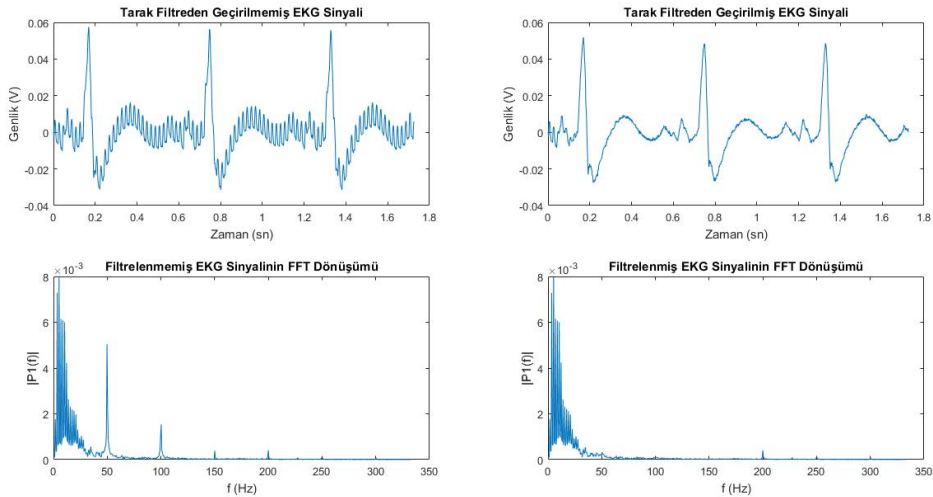 Tarak Filtreden Geçirilmemiş EKG Sinyali
0.06
0.04
0.02
0
-0.02
-0.04
Genlik (V)
0 0.2 0.4 0.6 0.8 1 1.2 1.4 1.6 1.8
Zaman (sn)
Tarak Filtreden Geçirilmiş EKG Sinyali
0.06
0.04
0.02
0
-0.02
-0.04
Genlik (V)
0 0.2 0.4 0.6 0.8 1 1.2 1.4 1.6 1.8
Zaman (sn)
Filtrelenmemiş EKG Sinyalinin FFT Dönüşümü
×10⁻³
8
6
4
2
0
|P1(f)|
0 50 100 150 200 250 300 350
f (Hz)
Filtrelenmiş EKG Sinyalinin FFT Dönüşümü
×10⁻³
8
6
4
2
0
|P1(f)|
0 50 100 150 200 250 300 350
f (Hz)